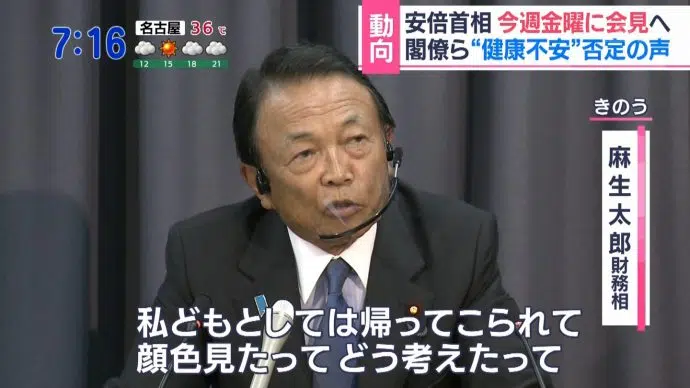 7:16
名古屋 36℃
12 15 18 21
動向
安倍首相 今週金曜に会見へ
閣僚ら“健康不安”否定の声
きのう
麻生太郎財務相
私どもとしては帰ってこられて
顔色見たって どう考えたって